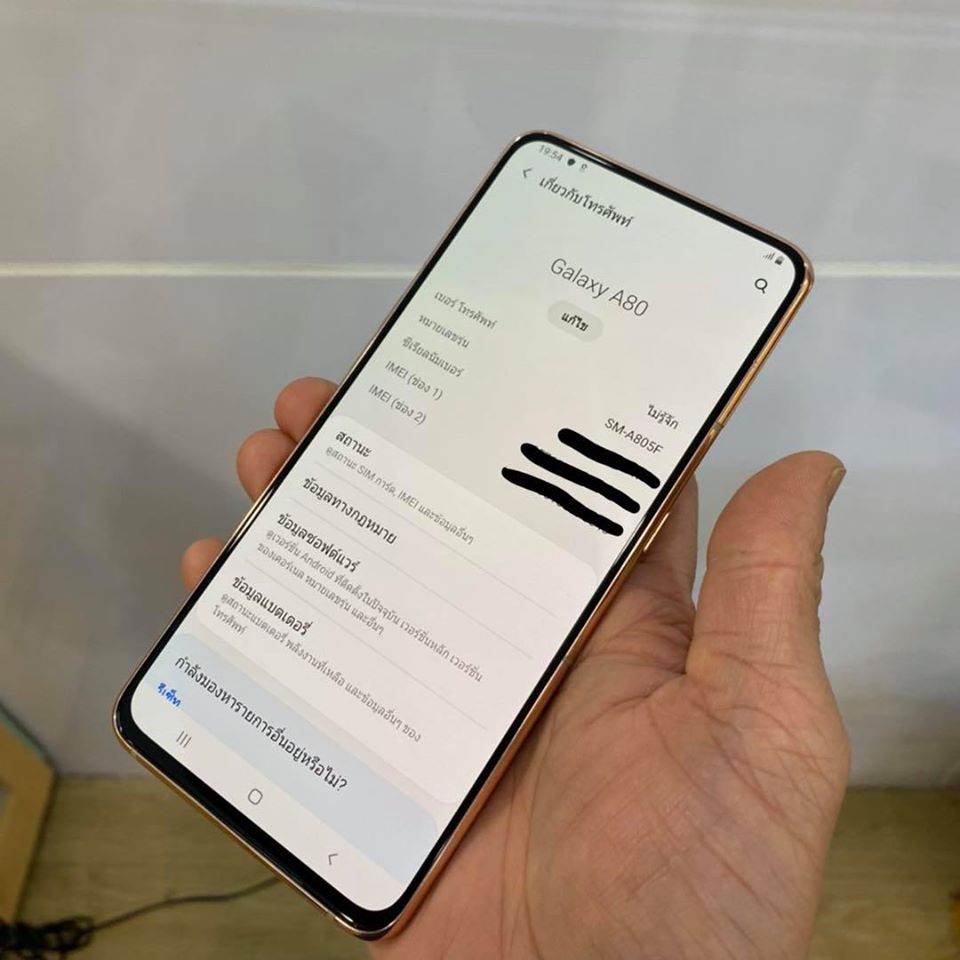 19:54
เกี่ยวกับโทรศัพท์
Galaxy A80
แก้ไข
เบอร์ โทรศัพท์ ไม่รู้จัก
หมายเลขรุ่น SM-A805F
ซีเรียลนัมเบอร์
IMEI (ช่อง 1)
IMEI (ช่อง 2)
สถานะ
ดูสถานะ SIM การ์ด, IMEI และข้อมูลอื่นๆ
ข้อมูลทางกฎหมาย
ข้อมูลซอฟต์แวร์
ดูเวอร์ชั่น Android ที่ติดตั้งในปัจจุบัน เวอร์ชั่นหลัก เวอร์ชั่น
ของเคอร์เนล หมายเลขรุ่น และอื่นๆ
ข้อมูลแบตเตอรี่
ดูสถานะแบตเตอรี่ พลังงานที่เหลือ และข้อมูลอื่นๆ ของ
โทรศัพท์
กำลังมองหารายการอื่นอยู่หรือไม่?
รีเซ็ท